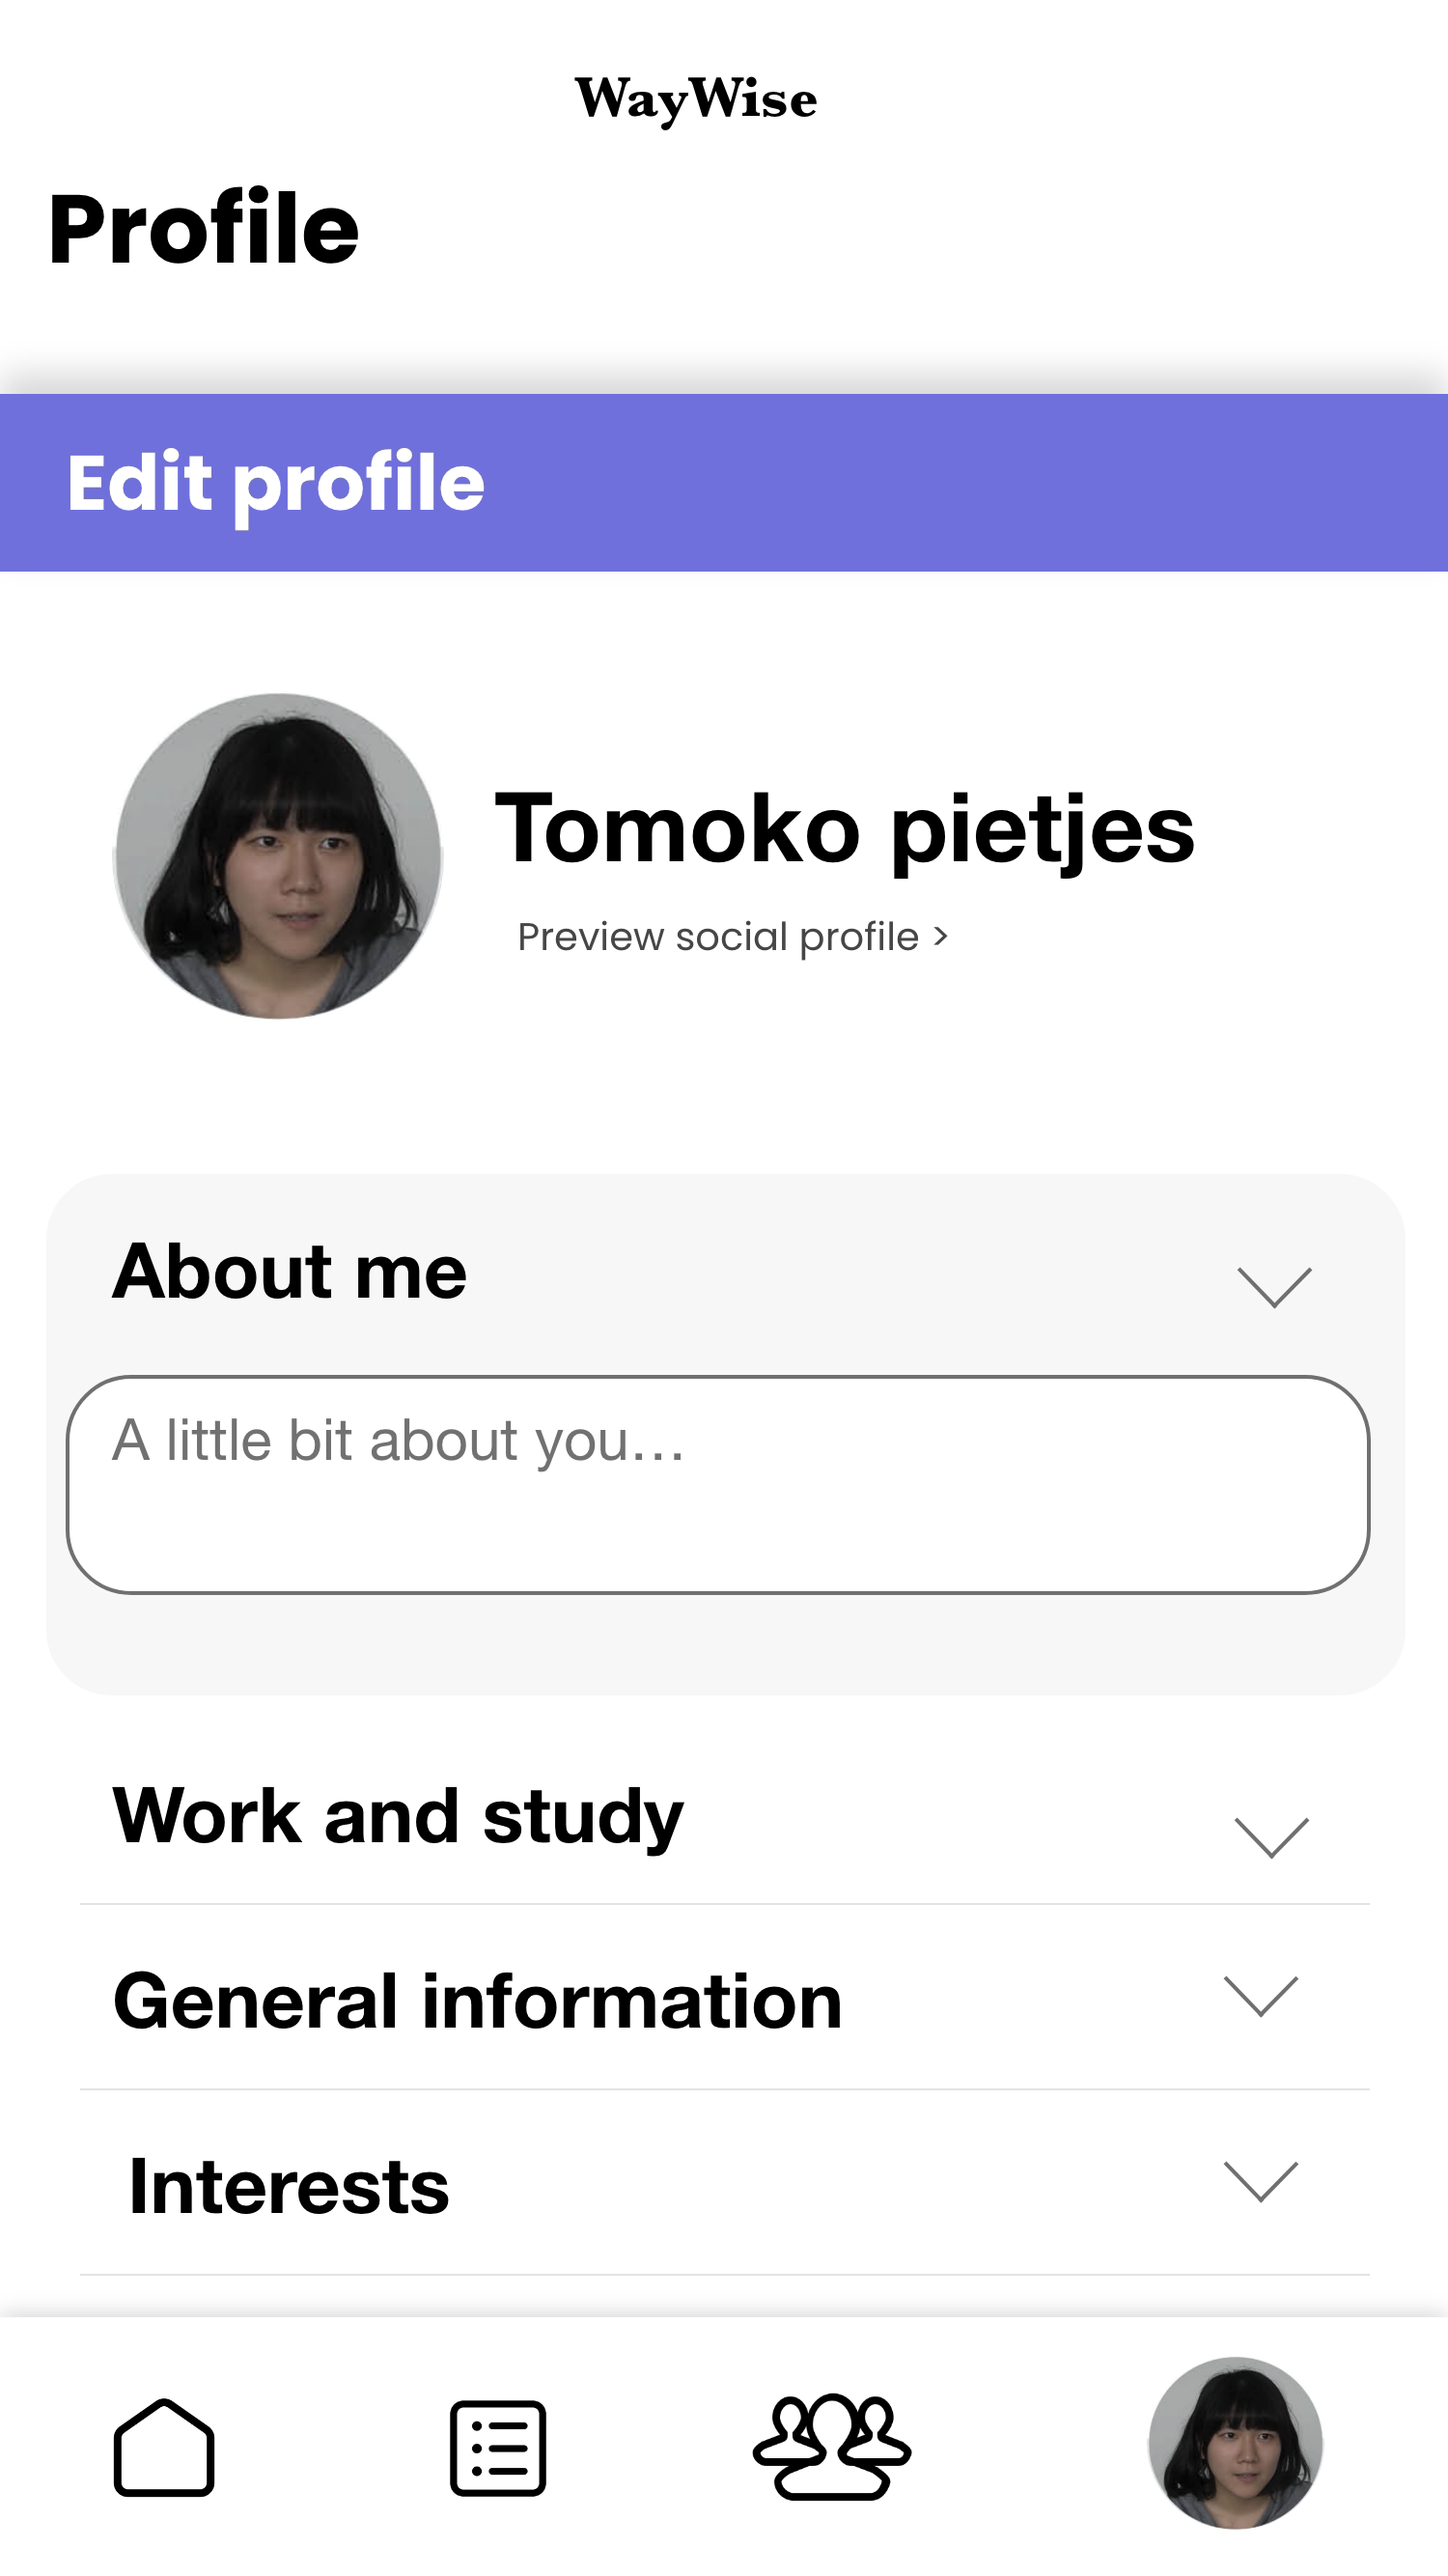 WayWise
Profile
Edit profile
Tomoko pietjes
Preview social profile >
About me
A little bit about you...
Work and study
General information
Interests